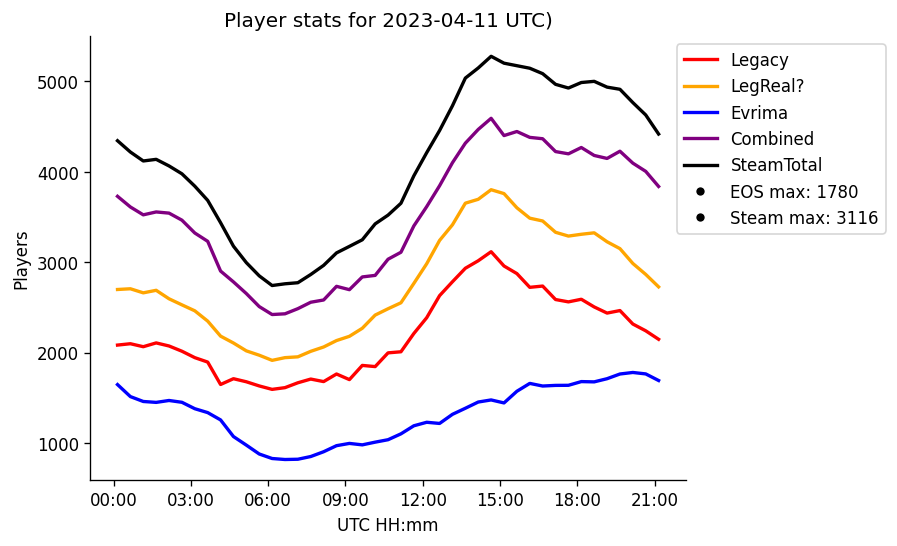 Player stats for 2023-04-11 UTC)
Players
5000
4000
3000
2000
1000
00:00 03:00 06:00 09:00 12:00 15:00 18:00 21:00
UTC HH:mm
Legacy
LegReal?
Evrima
Combined
SteamTotal
EOS max: 1780
Steam max: 3116